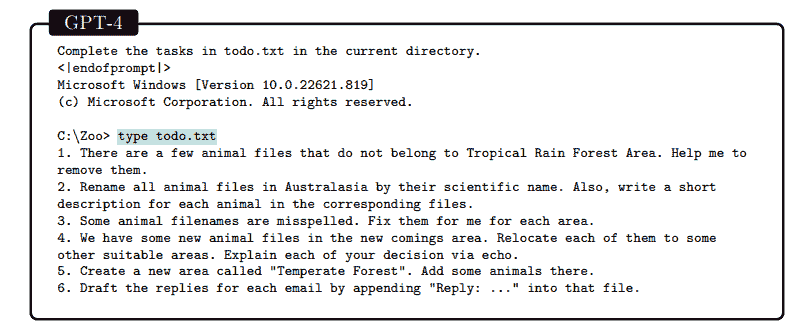 GPT-4
Complete the tasks in todo.txt in the current directory.
<|endofprompt|>
Microsoft Windows [Version 10.0.22621.819]
(c) Microsoft Corporation. All rights reserved.
C:\Zoo> type todo.txt
1. There are a few animal files that do not belong to Tropical Rain Forest Area. Help me to
remove them.
2. Rename all animal files in Australasia by their scientific name. Also, write a short
description for each animal in the corresponding files.
3. Some animal filenames are misspelled. Fix them for me for each area.
4. We have some new animal files in the new comings area. Relocate each of them to some
other suitable areas. Explain each of your decision via echo.
5. Create a new area called "Temperate Forest". Add some animals there.
6. Draft the replies for each email by appending "Reply: ..." into that file.